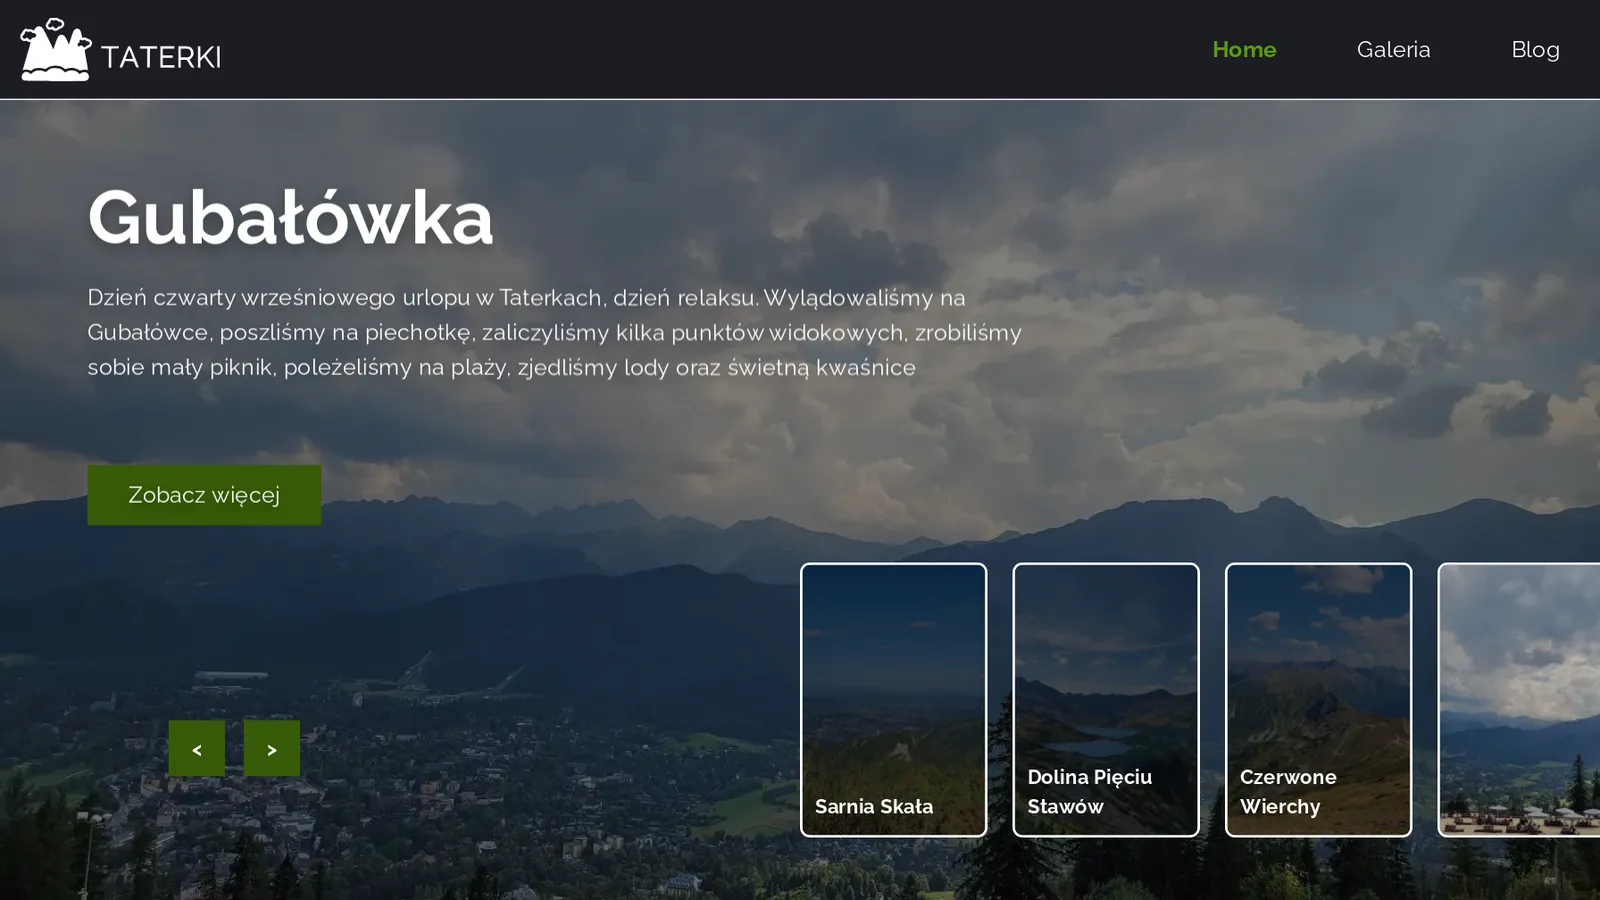 TATERKI
Home
Galeria
Blog
Gubałówka
Dzień czwarty wrześniowego urlopu w Taterkach, dzień relaksu. Wylądowaliśmy na
Gubałówce, poszliśmy na piechotkę, zaliczyliśmy kilka punktów widokowych, zrobiliśmy
sobie mały piknik, poleżeliśmy na plaży, zjedliśmy lody oraz świetną kwaśnice
Zobacz więcej
<
>
Sarnia Skała
Dolina Pięciu
Stawów
Czerwone
Wierchy